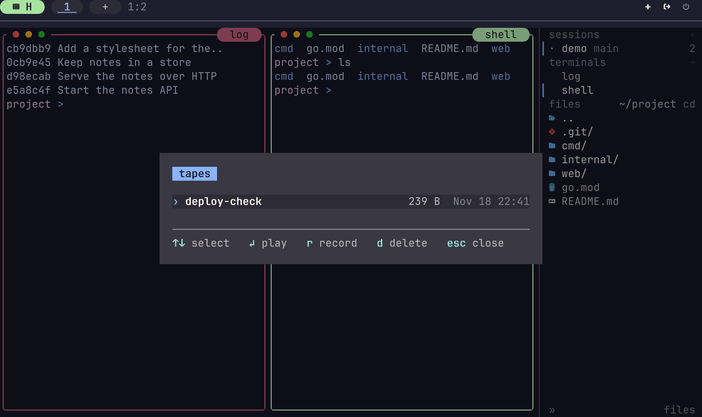 H 1 + 1:2
log
cb9dbb9 Add a stylesheet for the..
0cb9e45 Keep notes in a store
d98ecab Serve the notes over HTTP
e5a8c4f Start the notes API
project >
shell
cmd go.mod internal README.md web
project > ls
cmd go.mod internal README.md web
project >
sessions
demo main 2
terminals
log
shell
files ~/project cd
..
.git/
cmd/
internal/
web/
go.mod
README.md
» files
tapes
› deploy-check 239 B Nov 18 22:41
↑↓ select ↲ play r record d delete esc close